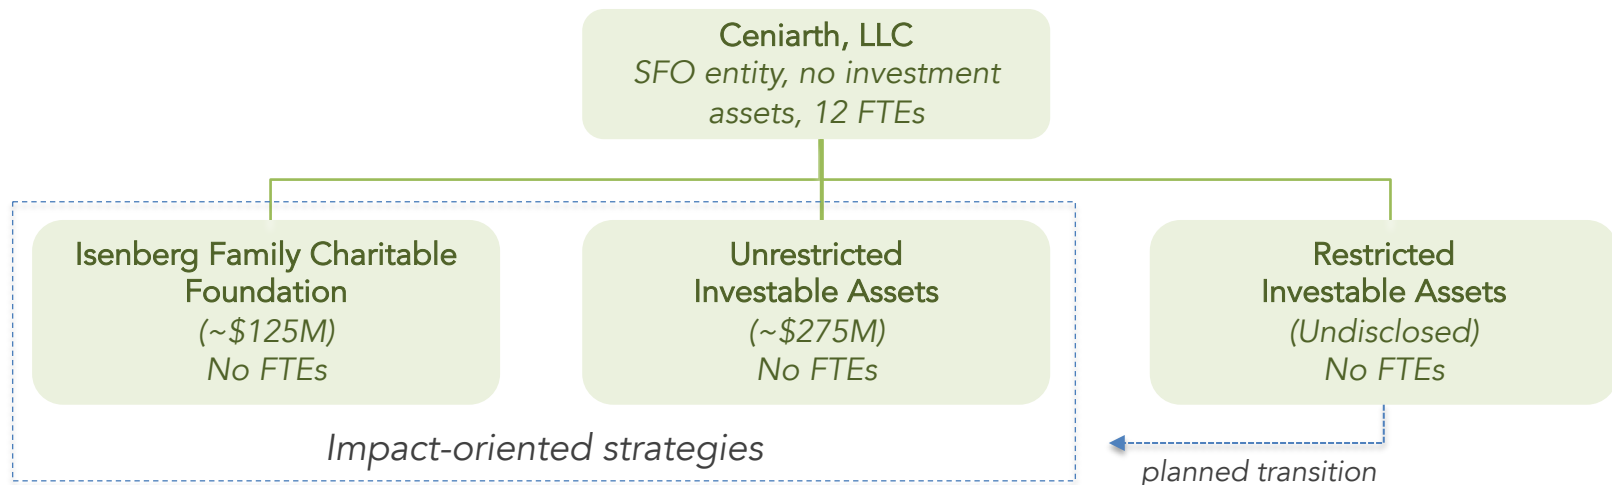 Ceniarth, LLC
SFO entity, no investment
assets, 12 FTEs
Isenberg Family Charitable
Foundation
(~$125M)
No FTEs
Unrestricted
Investable Assets
(~$275M)
No FTEs
Restricted
Investable Assets
(Undisclosed)
No FTEs
Impact-oriented strategies
planned transition